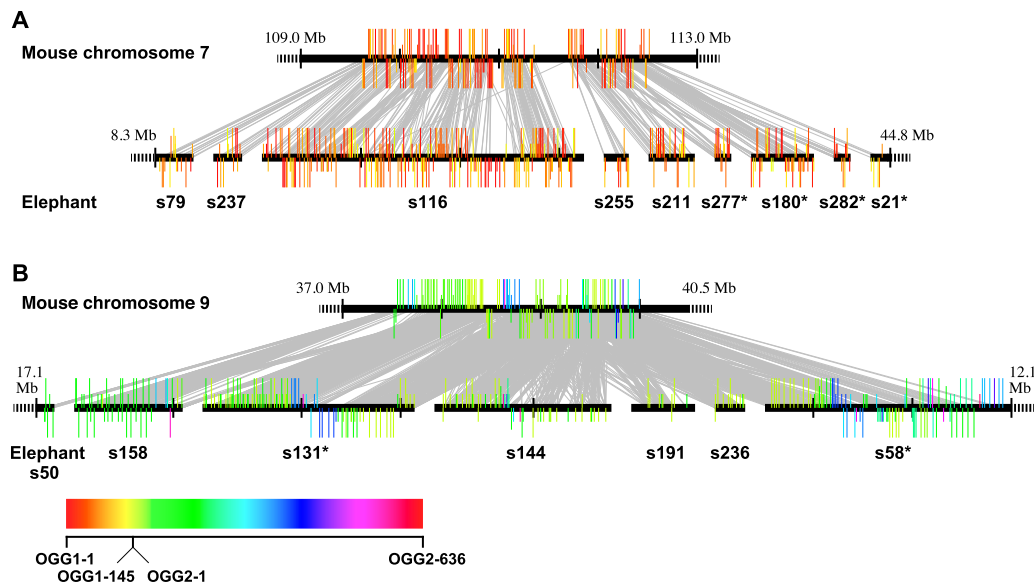 A
Mouse chromosome 7
109.0 Mb
113.0 Mb
8.3 Mb
44.8 Mb
Elephant
s79
s237
s116
s255
s211
s277*
s180*
s282*
s21*
B
Mouse chromosome 9
37.0 Mb
40.5 Mb
17.1
Mb
12.1
Mb
Elephant
s50
s158
s131*
s144
s191
s236
s58*
OGG1-1
OGG2-636
OGG1-145
OGG2-1